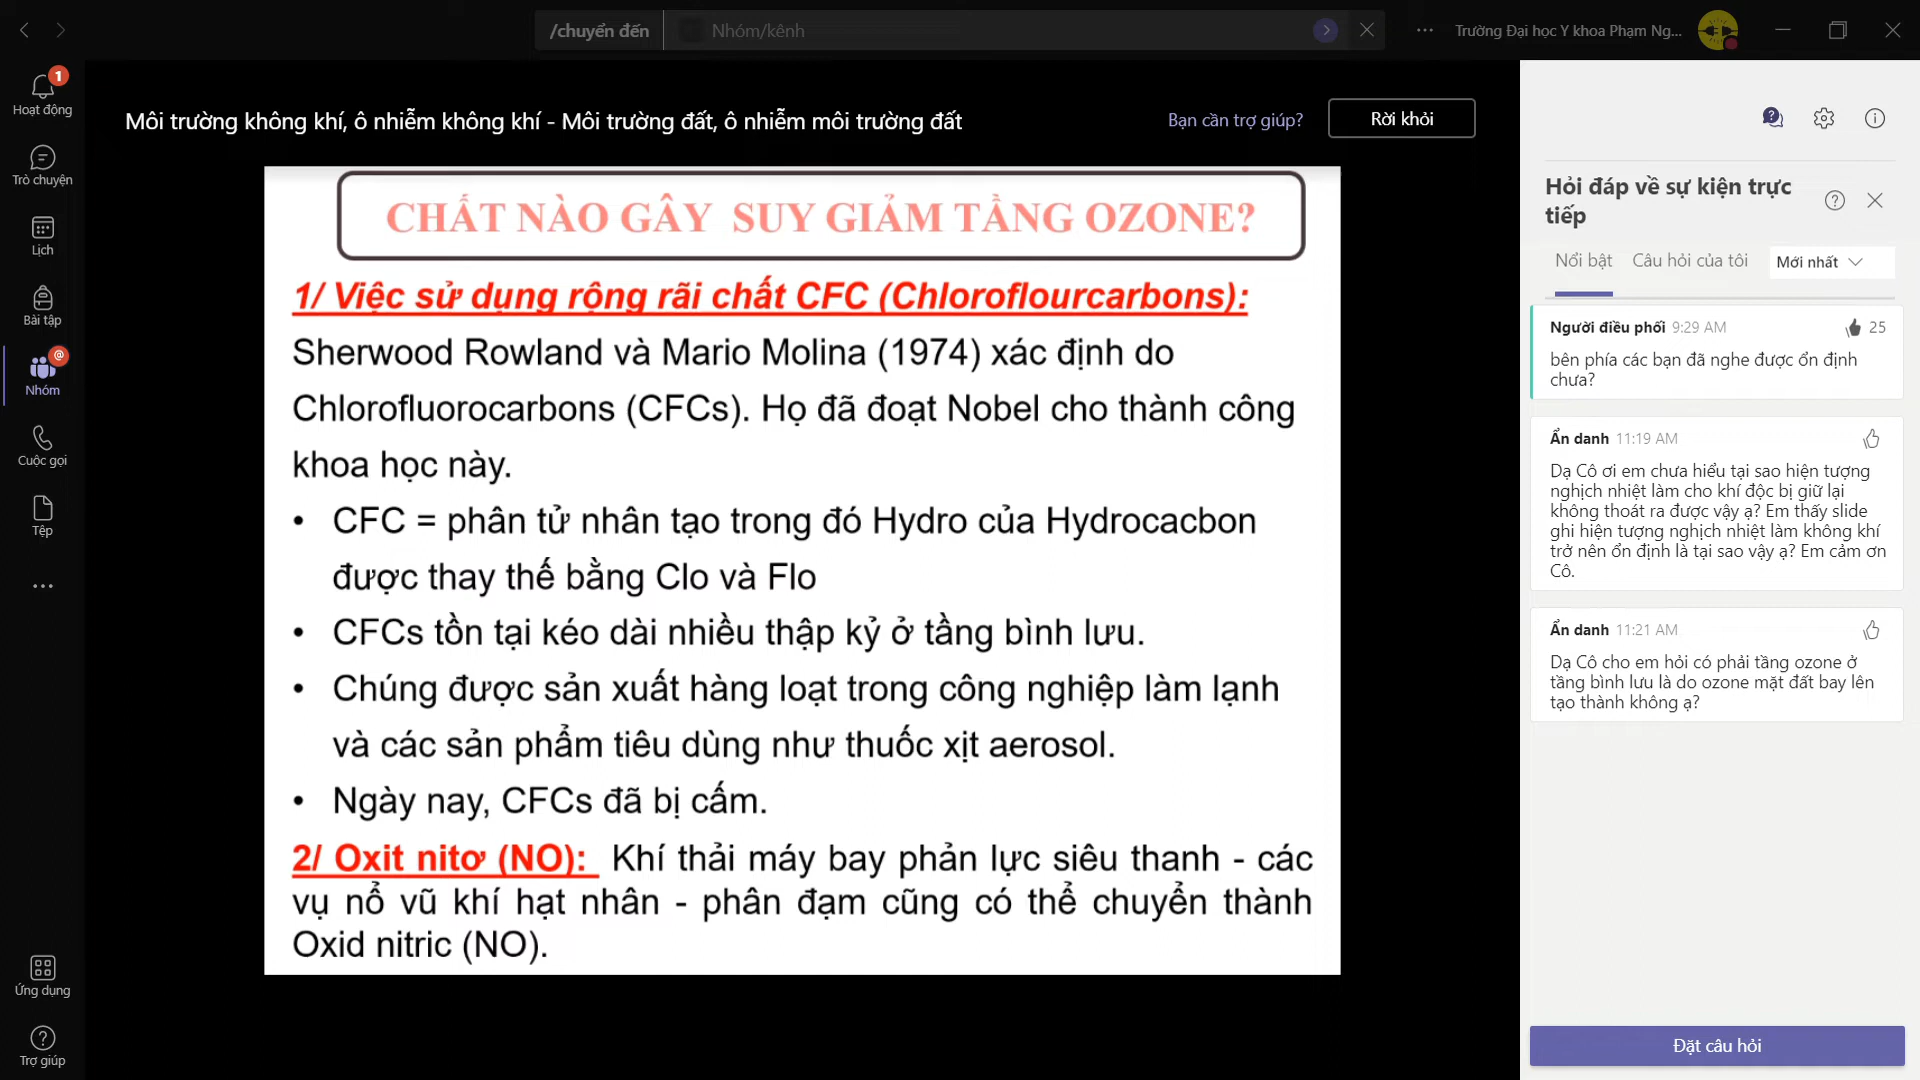 /chuyển đến
Nhóm/kênh
Trường Đại học Y khoa Phạm Ng...
1
Hoạt động
Trò chuyện
Lịch
Bài tập
@
Nhóm
Cuộc gọi
Tệp
Ứng dụng
Trợ giúp
Môi trường không khí, ô nhiễm không khí - Môi trường đất, ô nhiễm môi trường đất
Bạn cần trợ giúp?
Rời khỏi
CHẤT NÀO GÂY SUY GIẢM TẦNG OZONE?
1/ Việc sử dụng rộng rãi chất CFC (Chloroflourcarbons):
Sherwood Rowland và Mario Molina (1974) xác định do
Chlorofluorocarbons (CFCs). Họ đã đoạt Nobel cho thành công
khoa học này.
• CFC = phân tử nhân tạo trong đó Hydro của Hydrocacbon
được thay thế bằng Clo và Flo
• CFCs tồn tại kéo dài nhiều thập kỷ ở tầng bình lưu.
• Chúng được sản xuất hàng loạt trong công nghiệp làm lạnh
và các sản phẩm tiêu dùng như thuốc xịt aerosol.
• Ngày nay, CFCs đã bị cấm.
2/ Oxit nitơ (NO): Khí thải máy bay phản lực siêu thanh - các
vụ nổ vũ khí hạt nhân - phân đạm cũng có thể chuyển thành
Oxid nitric (NO).
Hỏi đáp về sự kiện trực
tiếp
Nổi bật
Câu hỏi của tôi
Mới nhất
Người điều phối 9:29 AM
25
bên phía các bạn đã nghe được ổn định
chưa?
Ẩn danh 11:19 AM
Dạ Cô ơi em chưa hiểu tại sao hiện tượng
nghịch nhiệt làm cho khí độc bị giữ lại
không thoát ra được vậy ạ? Em thấy slide
ghi hiện tượng nghịch nhiệt làm không khí
trở nên ổn định là tại sao vậy ạ? Em cảm ơn
Cô.
Ẩn danh 11:21 AM
Dạ Cô cho em hỏi có phải tầng ozone ở
tầng bình lưu là do ozone mặt đất bay lên
tạo thành không ạ?
Đặt câu hỏi